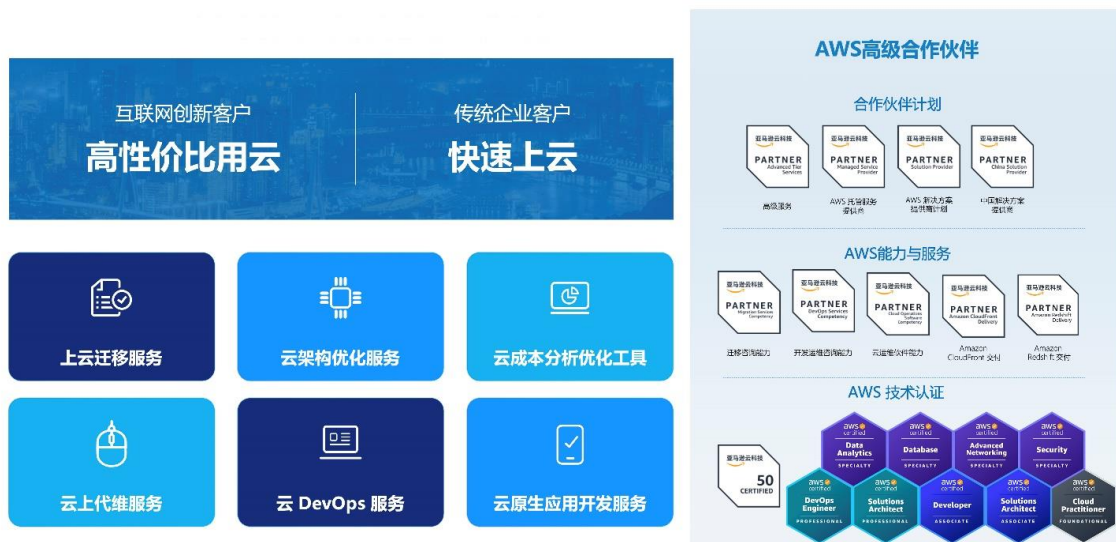 互联网创新客户
高性价比用云
传统企业客户
快速上云
上云迁移服务
云架构优化服务
云成本分析优化工具
云上代维服务
云 DevOps 服务
云原生应用开发服务
AWS高级合作伙伴
合作伙伴计划
亚马逊云科技
PARTNER
Advanced Tier
Services
亚马逊云科技
PARTNER
Managed Service
Provider
亚马逊云科技
PARTNER
Solution Provider
亚马逊云科技
PARTNER
China Solution
Provider
高级服务
AWS 托管服务
提供商
AWS 解决方案
提供商计划
中国解决方案
提供商
AWS能力与服务
亚马逊云科技
PARTNER
Migration Services
Competency
亚马逊云科技
PARTNER
DevOps Services
Competency
亚马逊云科技
PARTNER
Cloud Operations
Software
Competency
亚马逊云科技
PARTNER
Amazon CloudFront
Delivery
亚马逊云科技
PARTNER
Amazon Redshift
Delivery
迁移咨询能力
开发运维咨询能力
云运维软件能力
Amazon
CloudFront 交付
Amazon
Redshift 交付
AWS 技术认证
亚马逊云科技
50
CERTIFIED
aws
certified
Data
Analytics
SPECIALTY
aws
certified
Database
SPECIALTY
aws
certified
Advanced
Networking
SPECIALTY
aws
certified
Security
SPECIALTY
aws
certified
DevOps
Engineer
PROFESSIONAL
aws
certified
Solutions
Architect
PROFESSIONAL
aws
certified
Developer
ASSOCIATE
aws
certified
Solutions
Architect
ASSOCIATE
aws
certified
Cloud
Practitioner
FOUNDATIONAL